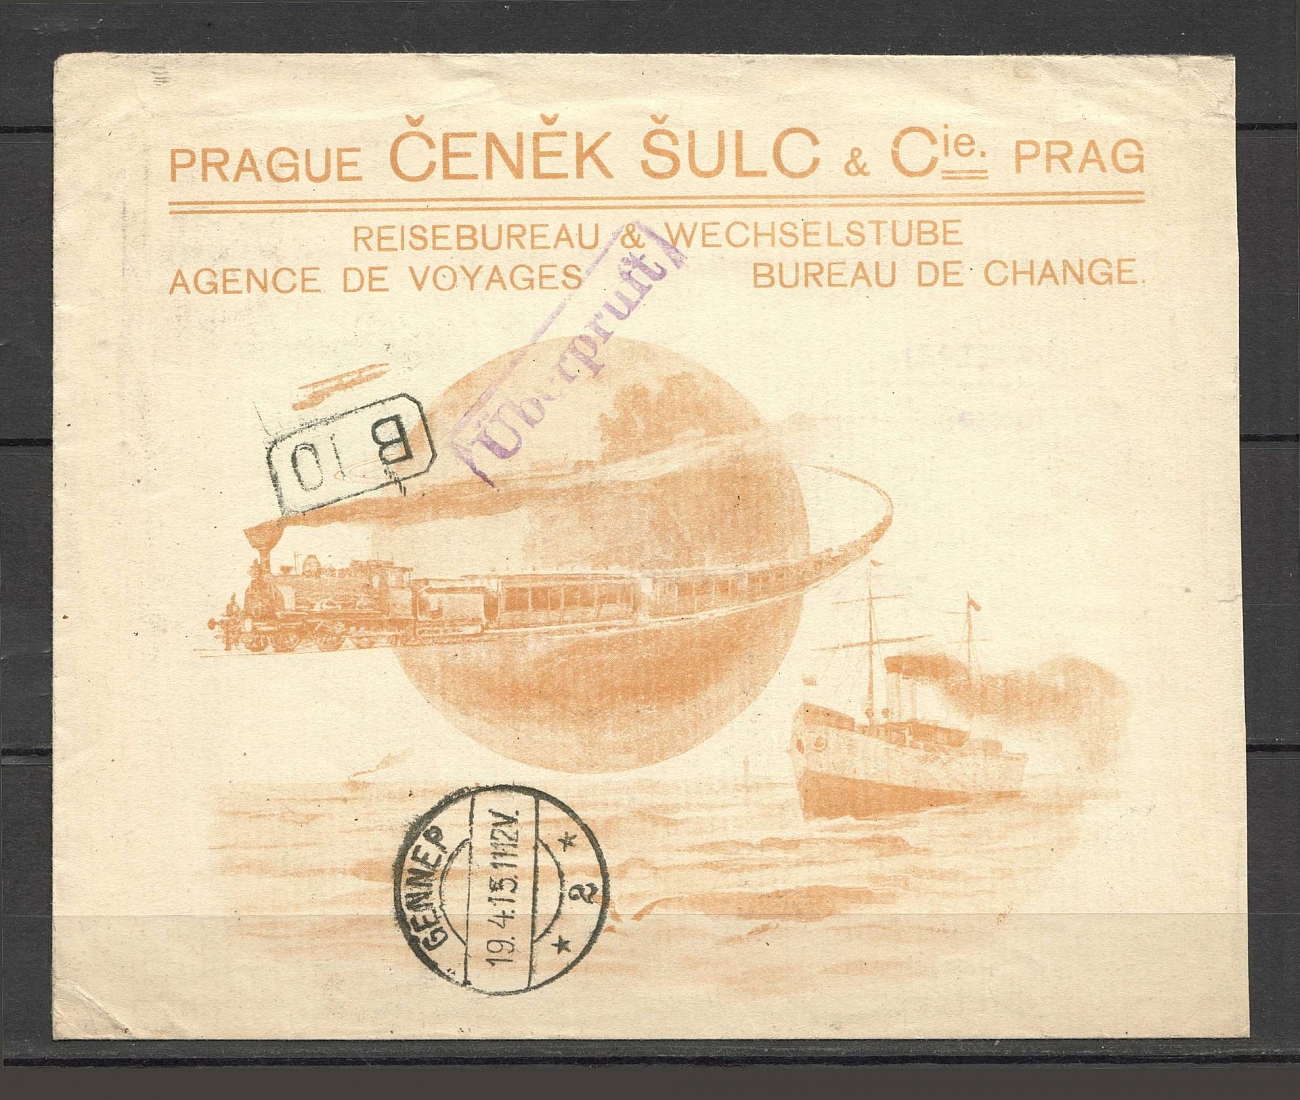 PRAGUE ČENĚK ŠULC & Cie. PRAG
REISEBUREAU & WECHSELSTUBE
AGENCE DE VOYAGES BUREAU DE CHANGE.
Überprüft
B 10
GENNEP
19.4.15.11-12V.
* 2 *